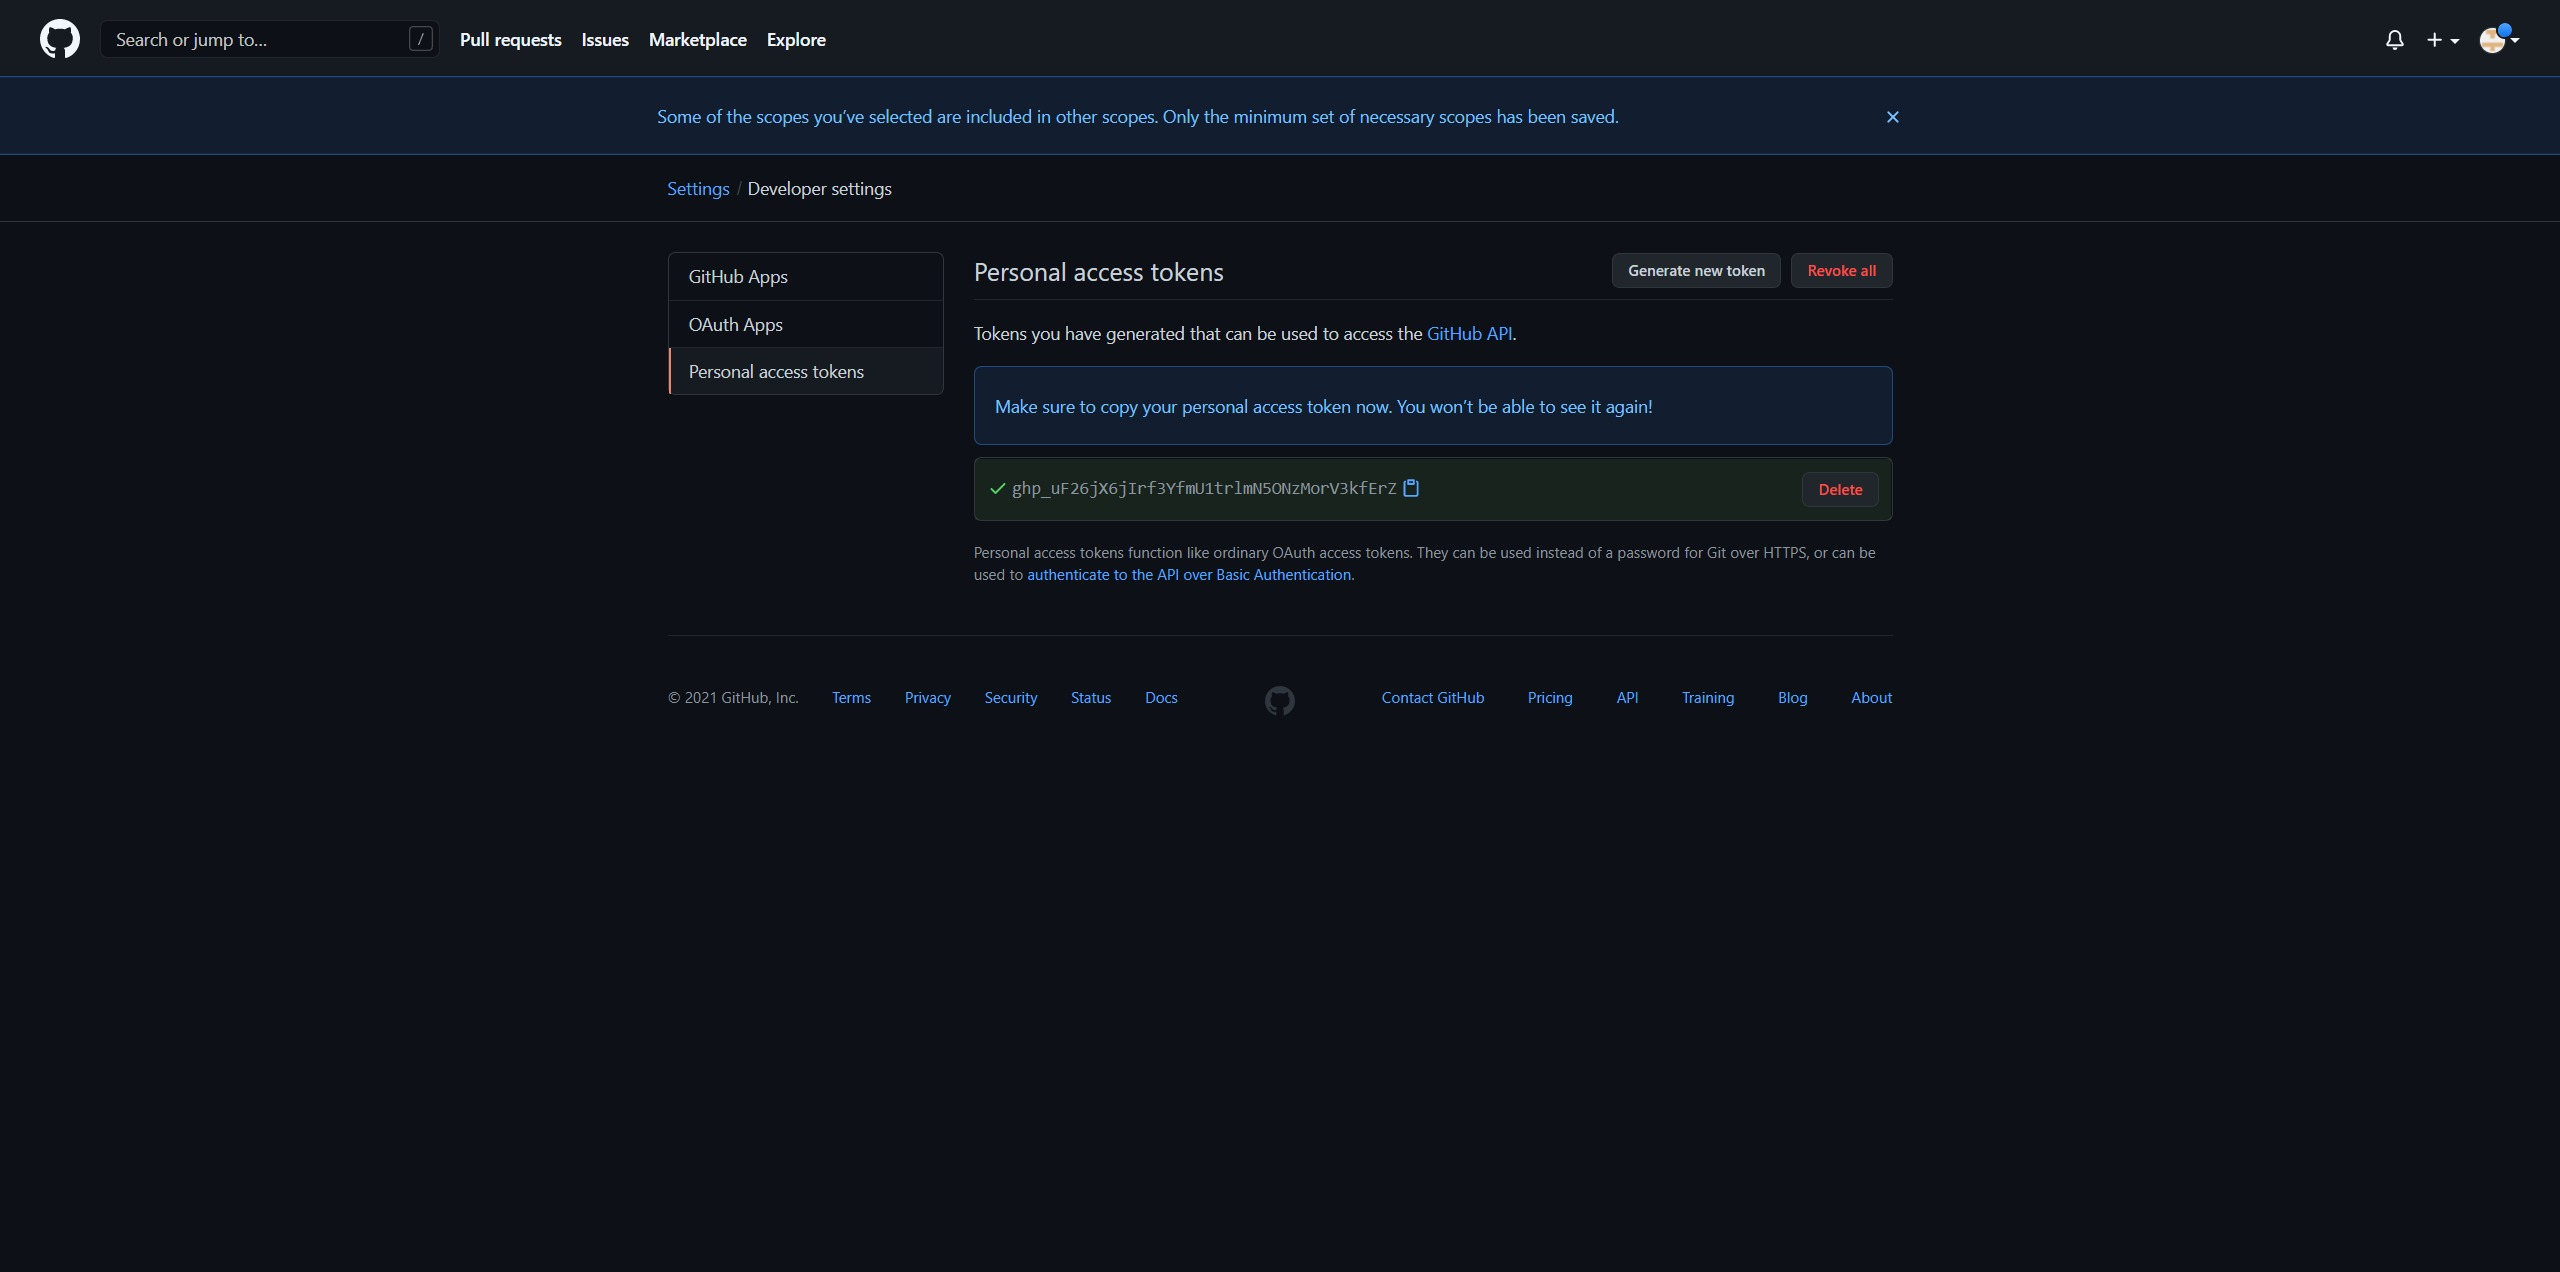 Search or jump to...
/
Pull requests
Issues
Marketplace
Explore
Some of the scopes you’ve selected are included in other scopes. Only the minimum set of necessary scopes has been saved.
Settings / Developer settings
GitHub Apps
OAuth Apps
Personal access tokens
Personal access tokens
Generate new token
Revoke all
Tokens you have generated that can be used to access the GitHub API.
Make sure to copy your personal access token now. You won’t be able to see it again!
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
Delete
Personal access tokens function like ordinary OAuth access tokens. They can be used instead of a password for Git over HTTPS, or can be
used to authenticate to the API over Basic Authentication.
© 2021 GitHub, Inc.
Terms
Privacy
Security
Status
Docs
Contact GitHub
Pricing
API
Training
Blog
About